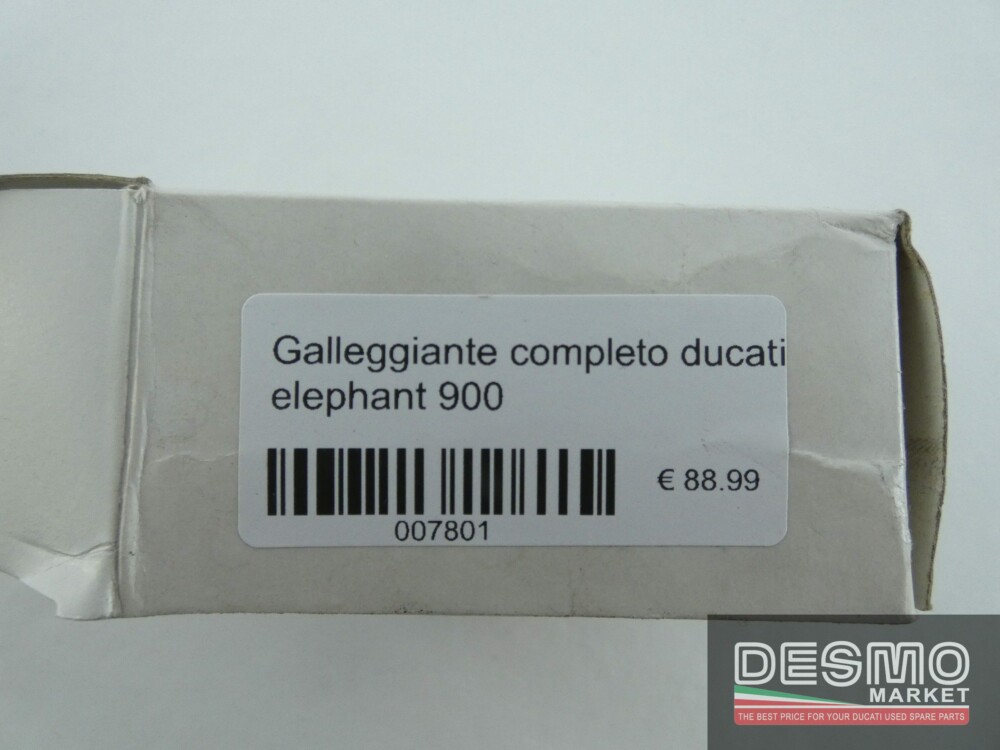 Galleggiante completo ducati
elephant 900
€ 88.99
007801
DESMO
MARKET
THE BEST PRICE FOR YOUR DUCATI USED SPARE PARTS